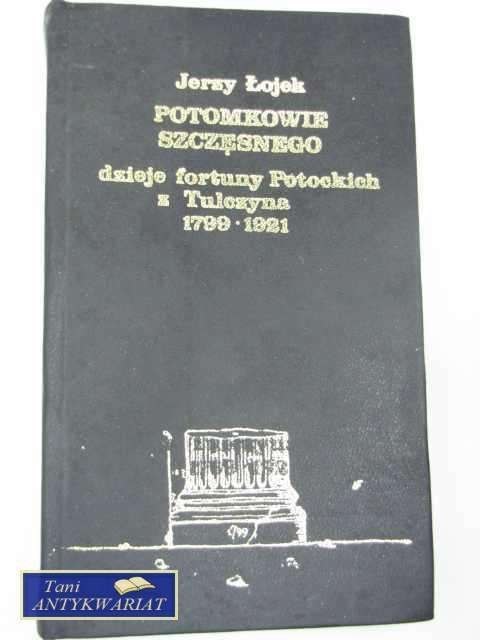 Jerzy Łojek
POTOMKOWIE
SZCZĘSNEGO
dzieje fortuny Potockich
z Tulczyna
1799 · 1921
1799
Tani
ANTYKWARIAT